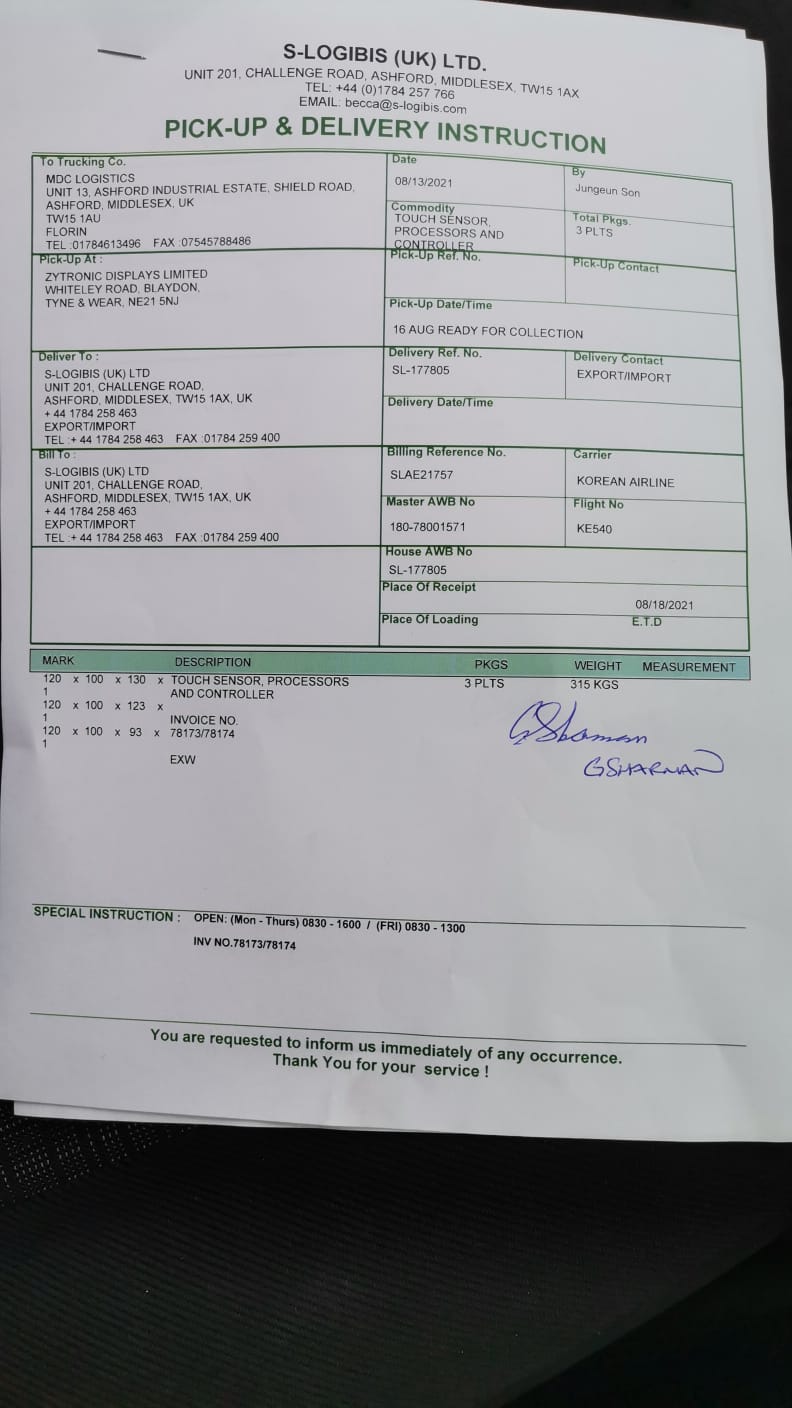 S-LOGIBIS (UK) LTD.
UNIT 201, CHALLENGE ROAD, ASHFORD, MIDDLESEX, TW15 1AX
TEL: +44 (0)1784 257 766
EMAIL: becca@s-logibis.com
PICK-UP & DELIVERY INSTRUCTION
To Trucking Co.
MDC LOGISTICS
UNIT 13, ASHFORD INDUSTRIAL ESTATE, SHIELD ROAD,
ASHFORD, MIDDLESEX, UK
TW15 1AU
FLORIN
TEL :01784613496 FAX :07545788486
Date
08/13/2021
By
Jungeun Son
Commodity
TOUCH SENSOR,
PROCESSORS AND
CONTROLLER
Total Pkgs.
3 PLTS
Pick-Up At :
ZYTRONIC DISPLAYS LIMITED
WHITELEY ROAD, BLAYDON,
TYNE & WEAR, NE21 5NJ
Pick-Up Ref. No.
Pick-Up Contact
Pick-Up Date/Time
16 AUG READY FOR COLLECTION
Deliver To :
S-LOGIBIS (UK) LTD
UNIT 201, CHALLENGE ROAD,
ASHFORD, MIDDLESEX, TW15 1AX, UK
+ 44 1784 258 463
EXPORT/IMPORT
TEL :+ 44 1784 258 463 FAX :01784 259 400
Delivery Ref. No.
SL-177805
Delivery Contact
EXPORT/IMPORT
Delivery Date/Time
Bill To :
S-LOGIBIS (UK) LTD
UNIT 201, CHALLENGE ROAD,
ASHFORD, MIDDLESEX, TW15 1AX, UK
+ 44 1784 258 463
EXPORT/IMPORT
TEL :+ 44 1784 258 463 FAX :01784 259 400
Billing Reference No.
SLAE21757
Carrier
KOREAN AIRLINE
Master AWB No
180-78001571
Flight No
KE540
House AWB No
SL-177805
Place Of Receipt
08/18/2021
Place Of Loading E.T.D
MARK DESCRIPTION PKGS WEIGHT MEASUREMENT
120 x 100 x 130 x TOUCH SENSOR, PROCESSORS 3 PLTS 315 KGS
1 AND CONTROLLER
120 x 100 x 123 x
1 INVOICE NO.
120 x 100 x 93 x 78173/78174
1
EXW
GSharman
GSHARMAN
SPECIAL INSTRUCTION : OPEN: (Mon - Thurs) 0830 - 1600 / (FRI) 0830 - 1300
INV NO.78173/78174
You are requested to inform us immediately of any occurrence.
Thank You for your service !